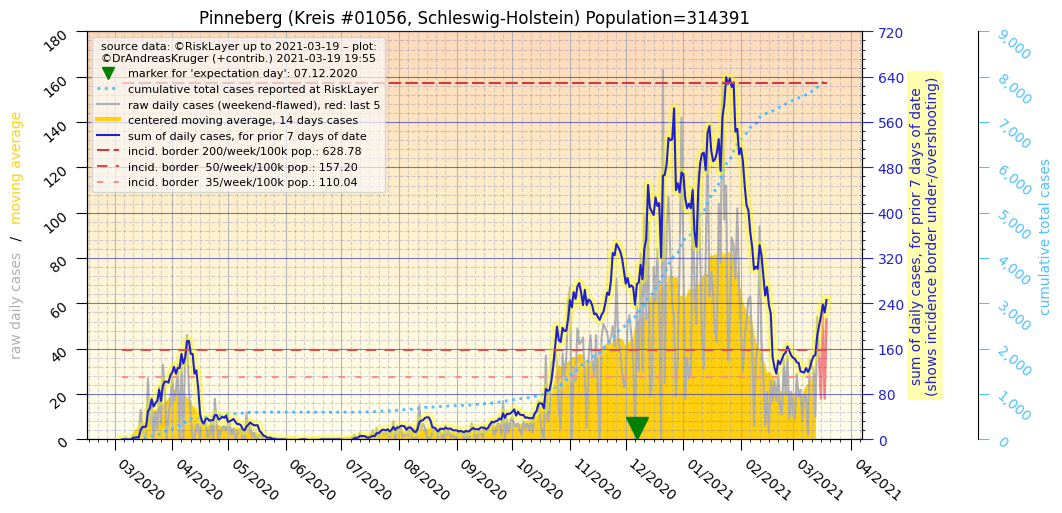 Pinneberg (Kreis #01056, Schleswig-Holstein) Population=314391
source data: ©RiskLayer up to 2021-03-19 – plot:
©DrAndreasKruger (+contrib.) 2021-03-19 19:55
marker for 'expectation day': 07.12.2020
cumulative total cases reported at RiskLayer
raw daily cases (weekend-flawed), red: last 5
centered moving average, 14 days cases
sum of daily cases, for prior 7 days of date
incid. border 200/week/100k pop.: 628.78
incid. border  50/week/100k pop.: 157.20
incid. border  35/week/100k pop.: 110.04
raw daily cases / moving average
180
160
140
120
100
80
60
40
20
0
720
640
560
480
400
320
240
160
80
0
sum of daily cases, for prior 7 days of date
(shows incidence border under-/overshooting)
9,000
8,000
7,000
6,000
5,000
4,000
3,000
2,000
1,000
0
cumulative total cases
03/2020
04/2020
05/2020
06/2020
07/2020
08/2020
09/2020
10/2020
11/2020
12/2020
01/2021
02/2021
03/2021
04/2021